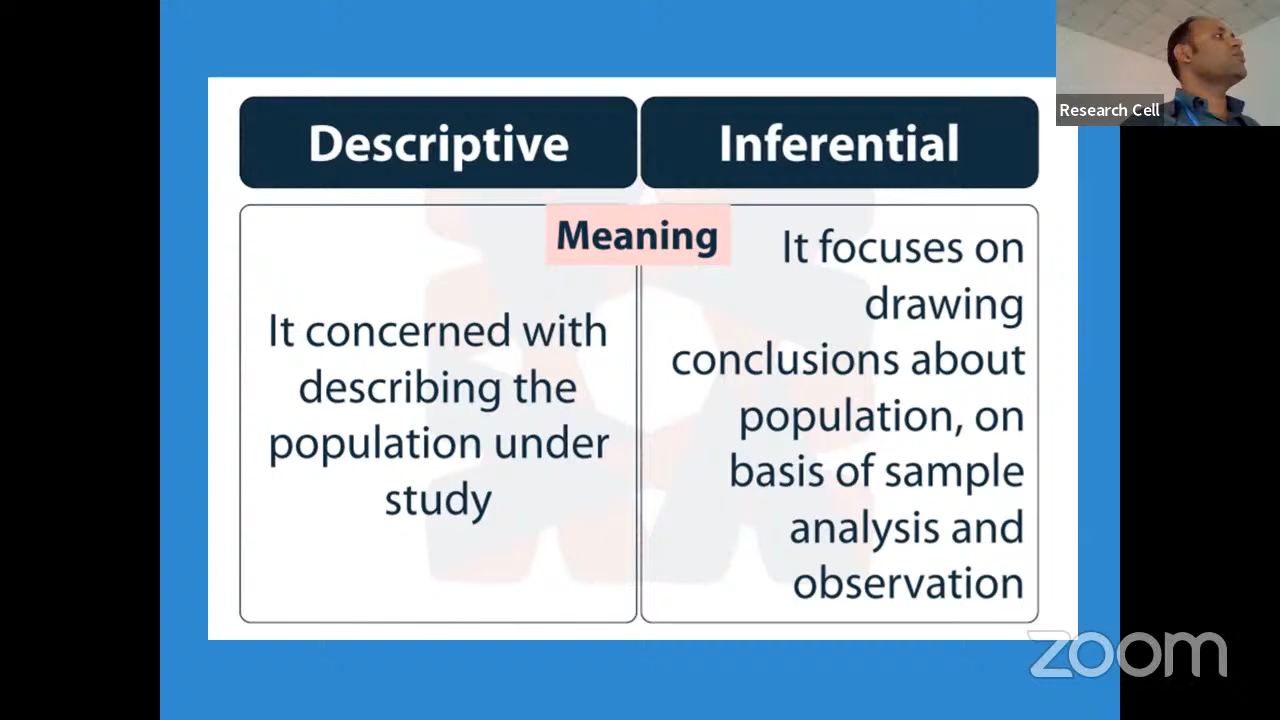 Descriptive
Inferential
Meaning
It concerned with
describing the
population under
study
It focuses on
drawing
conclusions about
population, on
basis of sample
analysis and
observation
Research Cell
zoom